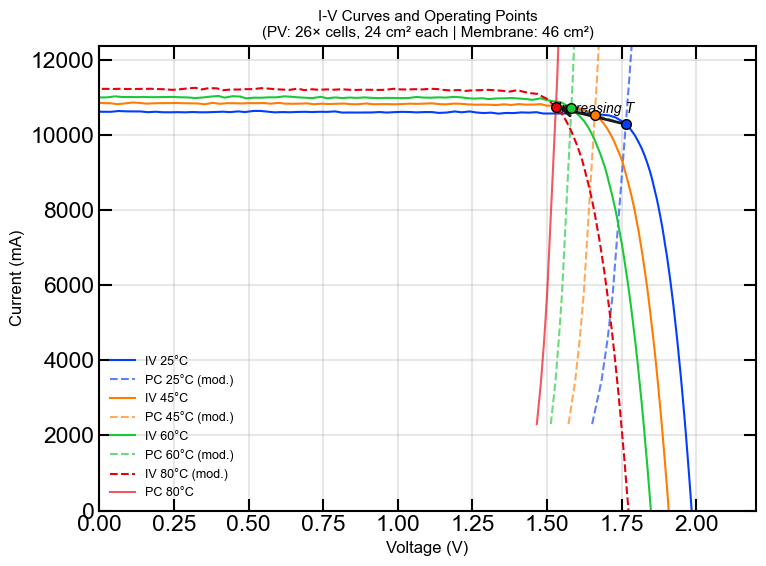 I-V Curves and Operating Points
(PV: 26× cells, 24 cm² each | Membrane: 46 cm²)
12000
10000
8000
6000
4000
2000
0
Current (mA)
T
IV 25°C
PC 25°C (mod.)
IV 45°C
PC 45°C (mod.)
IV 60°C
PC 60°C (mod.)
IV 80°C (mod.)
PC 80°C
0.00 0.25 0.50 0.75 1.00 1.25 1.50 1.75 2.00
Voltage (V)